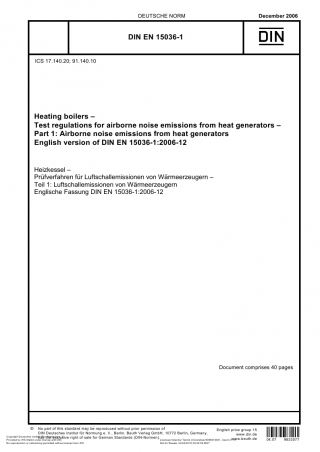 DEUTSCHE NORM
December 2006
DIN EN 15036-1
DIN
ICS 17.140.20; 91.140.10
Heating boilers –
Test regulations for airborne noise emissions from heat generators –
Part 1: Airborne noise emissions from heat generators
English version of DIN EN 15036-1:2006-12
Heizkessel –
Prüfverfahren für Luftschallemissionen von Wärmeerzeugern –
Teil 1: Luftschallemissionen von Wärmeerzeugern
Englische Fassung DIN EN 15036-1:2006-12
Document comprises 40 pages
© No part of this standard may be reproduced without prior permission of
DIN Deutsches Institut für Normung e. V., Berlin. Beuth Verlag GmbH, 10772 Berlin, Germany,
has the exclusive right of sale for German Standards (DIN-Normen).
English price group 15
www.din.de
www.beuth.de